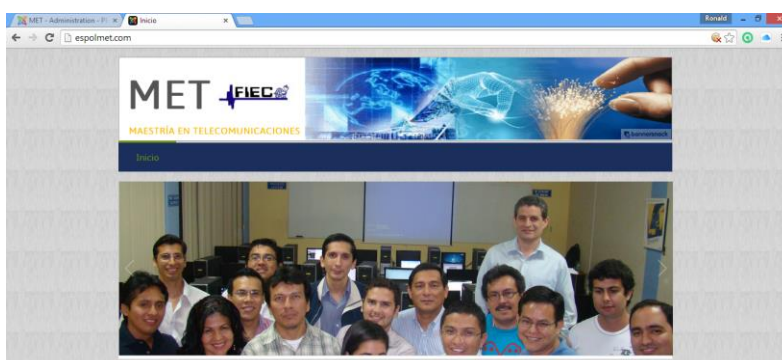 MET - Administration - P
Inicio
Ronald
espolmet.com
MET FIEC
MAESTRÍA EN TELECOMUNICACIONES
bannersnack
Inicio